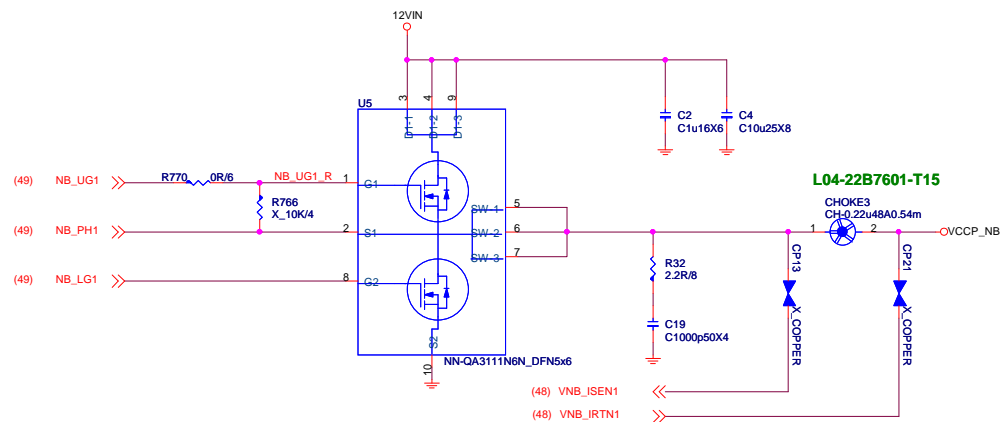 12VIN
U5
3
4
9
D1-1
D1-2
D1-3
C2
C1u16X6
C4
C10u25X8
L04-22B7601-T15
(49) NB_UG1
R770
0R/6
NB_UG1_R
1
G1
R766
X_10K/4
SW-1
5
CHOKE3
CH-0.22u48A0.54m
(49) NB_PH1
2
S1
SW-2
6
1
2
VCCP_NB
SW-3
7
R32
2.2R/8
CP13
X_COPPER
CP21
X_COPPER
(49) NB_LG1
8
G2
C19
C1000p50X4
S2
10
NN-QA3111N6N_DFN5x6
(48) VNB_ISEN1
(48) VNB_IRTN1